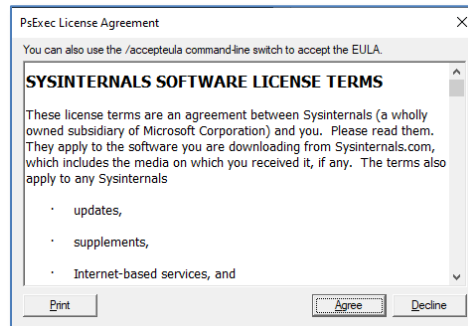 PsExec License Agreement
You can also use the /accepteula command-line switch to accept the EULA.
SYSINTERNALS SOFTWARE LICENSE TERMS
These license terms are an agreement between Sysinternals (a wholly
owned subsidiary of Microsoft Corporation) and you.  Please read them.
They apply to the software you are downloading from Sysinternals.com,
which includes the media on which you received it, if any.  The terms also
apply to any Sysinternals
· updates,
· supplements,
· Internet-based services, and
Print Agree Decline